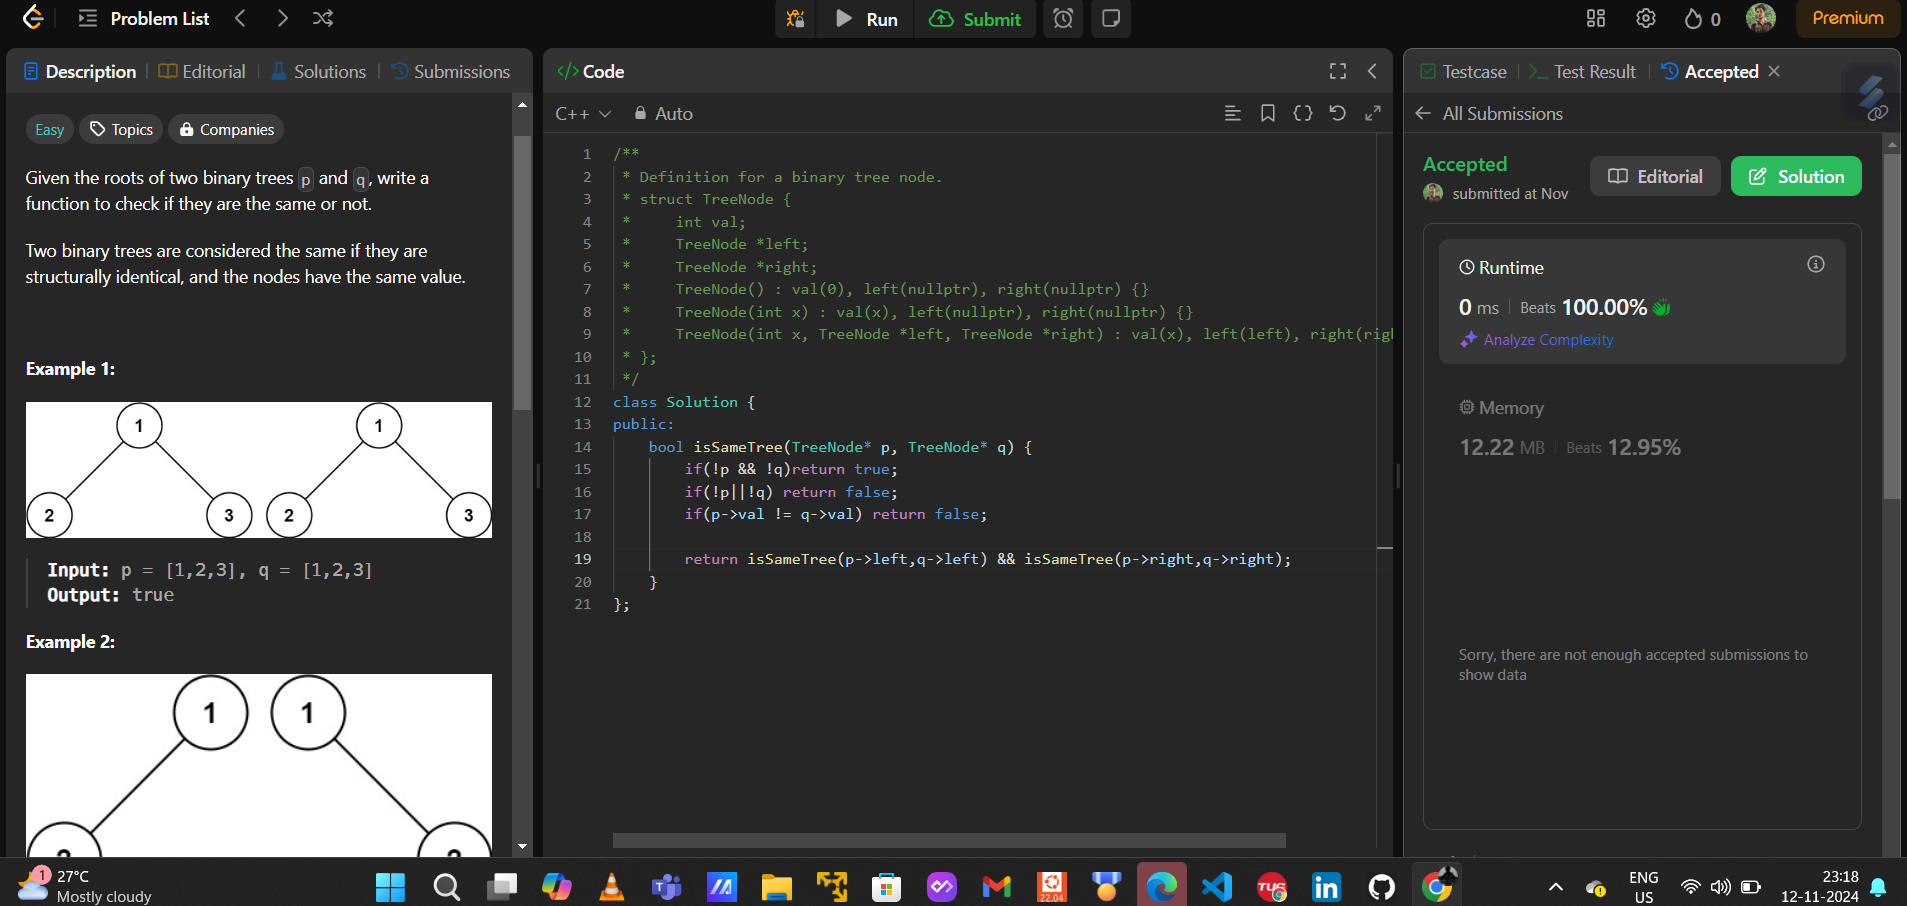 Problem List
Run
Submit
0
Premium
Description
Editorial
Solutions
Submissions
Easy
Topics
Companies
Given the roots of two binary trees p and q, write a
function to check if they are the same or not.
Two binary trees are considered the same if they are
structurally identical, and the nodes have the same value.
Example 1:
1
1
2
3
2
3
Input: p = [1,2,3], q = [1,2,3]
Output: true
Example 2:
1
1
</> Code
C++
Auto
1 /**
2 * Definition for a binary tree node.
3 * struct TreeNode {
4 *     int val;
5 *     TreeNode *left;
6 *     TreeNode *right;
7 *     TreeNode() : val(0), left(nullptr), right(nullptr) {}
8 *     TreeNode(int x) : val(x), left(nullptr), right(nullptr) {}
9 *     TreeNode(int x, TreeNode *left, TreeNode *right) : val(x), left(left), right(rig
10 * };
11 */
12 class Solution {
13 public:
14     bool isSameTree(TreeNode* p, TreeNode* q) {
15         if(!p && !q)return true;
16         if(!p||!q) return false;
17         if(p->val != q->val) return false;
18
19         return isSameTree(p->left,q->left) && isSameTree(p->right,q->right);
20     }
21 };
Testcase
Test Result
Accepted
All Submissions
Accepted
submitted at Nov
Editorial
Solution
Runtime
0 ms
Beats 100.00%
Analyze Complexity
Memory
12.22 MB
Beats 12.95%
Sorry, there are not enough accepted submissions to
show data
1
27°C
Mostly cloudy
22.04
TUF
in
ENG
US
23:18
12-11-2024